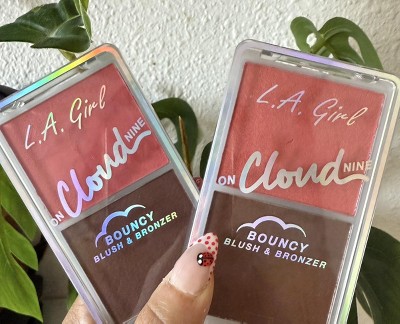 L.A. Girl
ON Cloud NINE
BOUNCY
BLUSH & BRONZER
L.A. Girl
ON Cloud NINE
BOUNCY
BLUSH & BRONZER